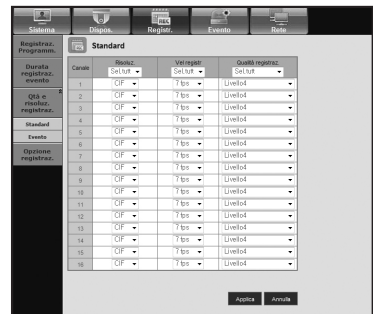 Sistema Dispos. Registr. Evento Rete
REC
Registraz. Programm.
Durata registraz. evento
Qtà e risoluz. registraz.
Standard
Evento
Opzione registraz.
Standard
Canale Risoluz. Vel registr Qualità registraz.
Sel.tutt Sel.tutt Sel.tutt
1 CIF 7 fps Livello4
2 CIF 7 fps Livello4
3 CIF 7 fps Livello4
4 CIF 7 fps Livello4
5 CIF 7 fps Livello4
6 CIF 7 fps Livello4
7 CIF 7 fps Livello4
8 CIF 7 fps Livello4
9 CIF 7 fps Livello4
10 CIF 7 fps Livello4
11 CIF 7 fps Livello4
12 CIF 7 fps Livello4
13 CIF 7 fps Livello4
14 CIF 7 fps Livello4
15 CIF 7 fps Livello4
16 CIF 7 fps Livello4
Applica Annulla